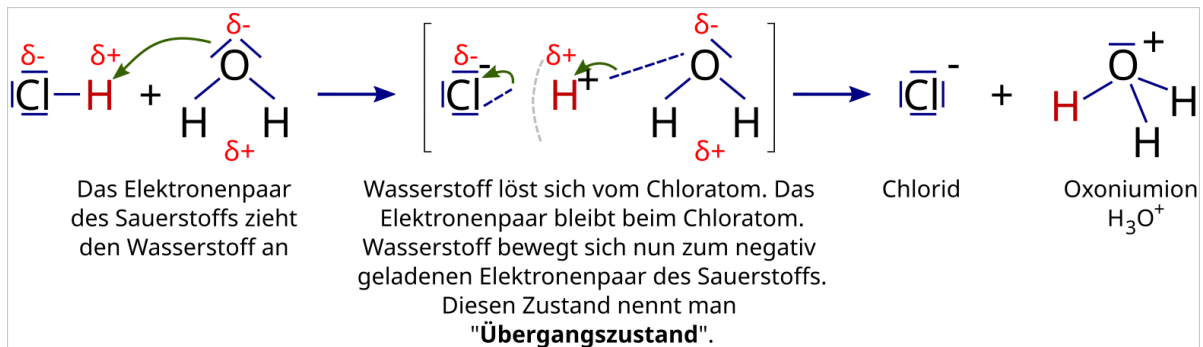 δ- δ+ δ- δ- δ+ δ-
Cl H + O Cl⁻ H⁺ O Cl⁻ + O⁺
H H H H H H H
δ+ δ+
Das Elektronenpaar
des Sauerstoffs zieht
den Wasserstoff an
Wasserstoff löst sich vom Chloratom. Das
Elektronenpaar bleibt beim Chloratom.
Wasserstoff bewegt sich nun zum negativ
geladenen Elektronenpaar des Sauerstoffs.
Diesen Zustand nennt man
"Übergangszustand".
Chlorid
Oxoniumion
H₃O⁺